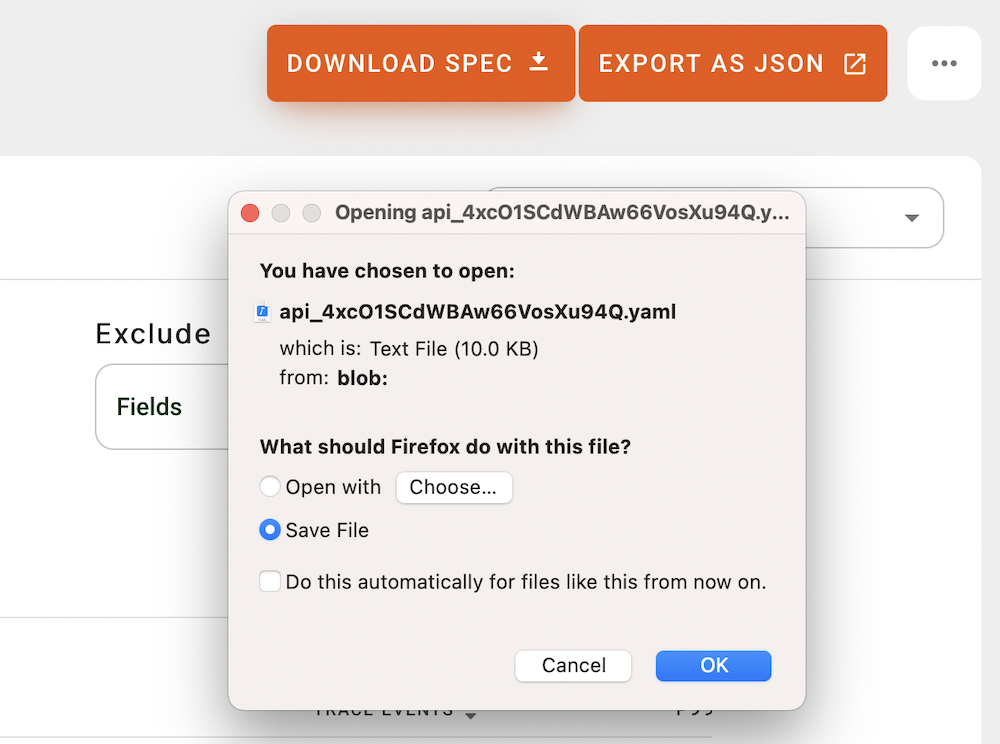 DOWNLOAD SPEC
EXPORT AS JSON
Opening api_4xcO1SCdWBAw66VosXu94Q.y...
You have chosen to open:
api_4xcO1SCdWBAw66VosXu94Q.yaml
which is: Text File (10.0 KB)
from: blob:
Exclude
Fields
What should Firefox do with this file?
Open with Choose...
Save File
Do this automatically for files like this from now on.
Cancel OK
TRACE EVENTS